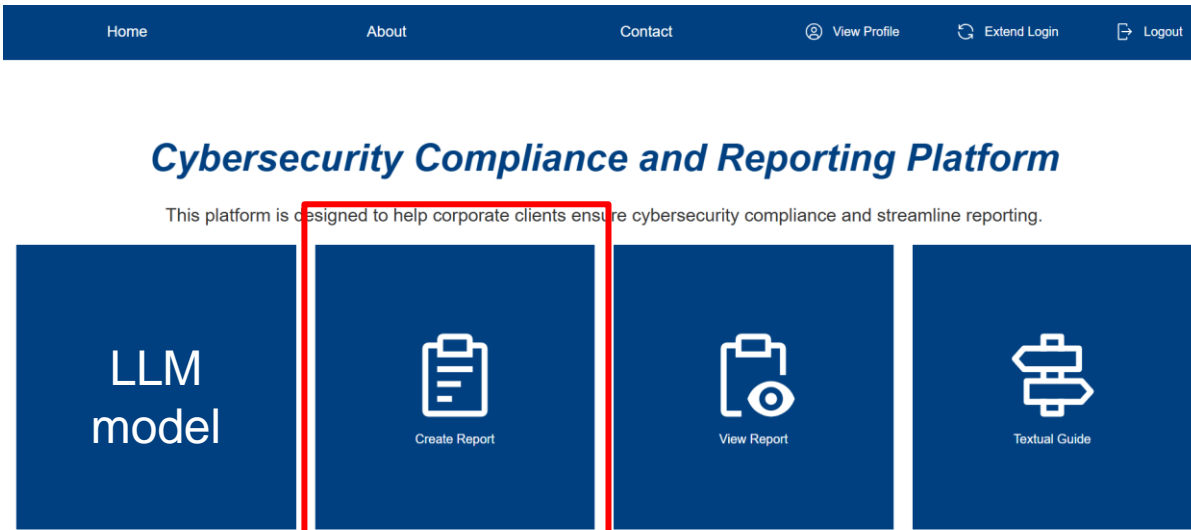 Home About Contact View Profile Extend Login Logout
Cybersecurity Compliance and Reporting Platform
This platform is designed to help corporate clients ensure cybersecurity compliance and streamline reporting.
LLM
model
Create Report
View Report
Textual Guide